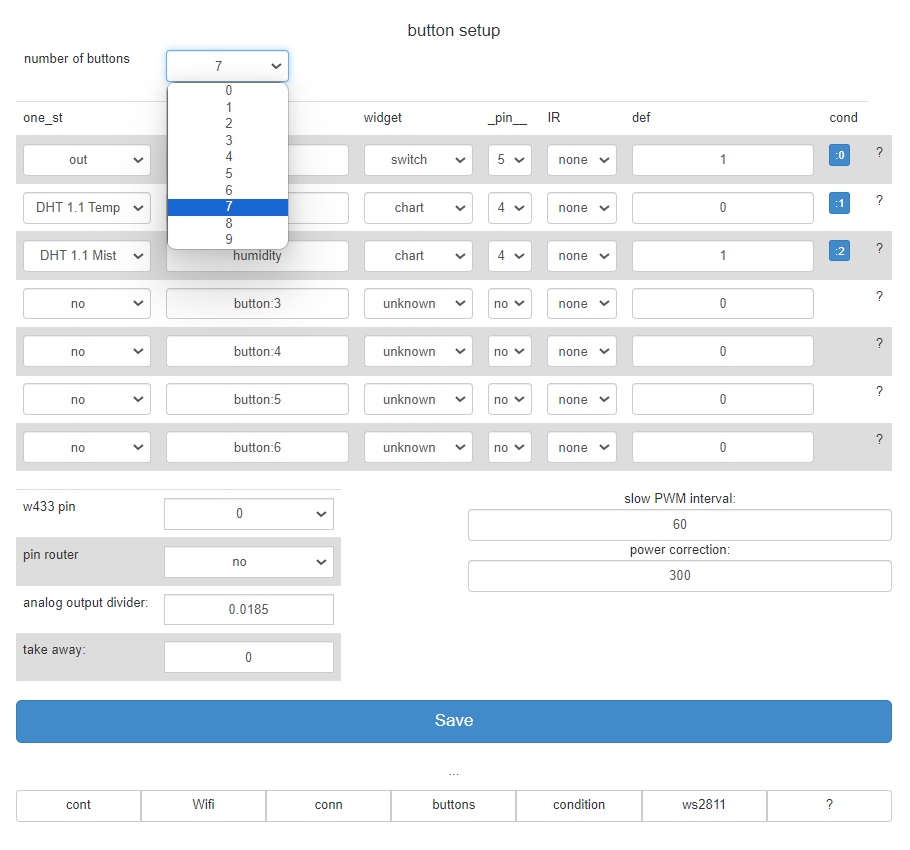 button setup
number of buttons 7
0
1
2
3
4
5
6
7
8
9
one_st widget _pin__ IR def cond
out switch 5 none 1 :0 ?
DHT 1.1 Temp chart 4 none 0 :1 ?
DHT 1.1 Mist humidity chart 4 none 1 :2 ?
no button:3 unknown no none 0 ?
no button:4 unknown no none 0 ?
no button:5 unknown no none 0 ?
no button:6 unknown no none 0 ?
w433 pin 0
pin router no
analog output divider: 0.0185
take away: 0
slow PWM interval:
60
power correction:
300
Save
...
cont Wifi conn buttons condition ws2811 ?